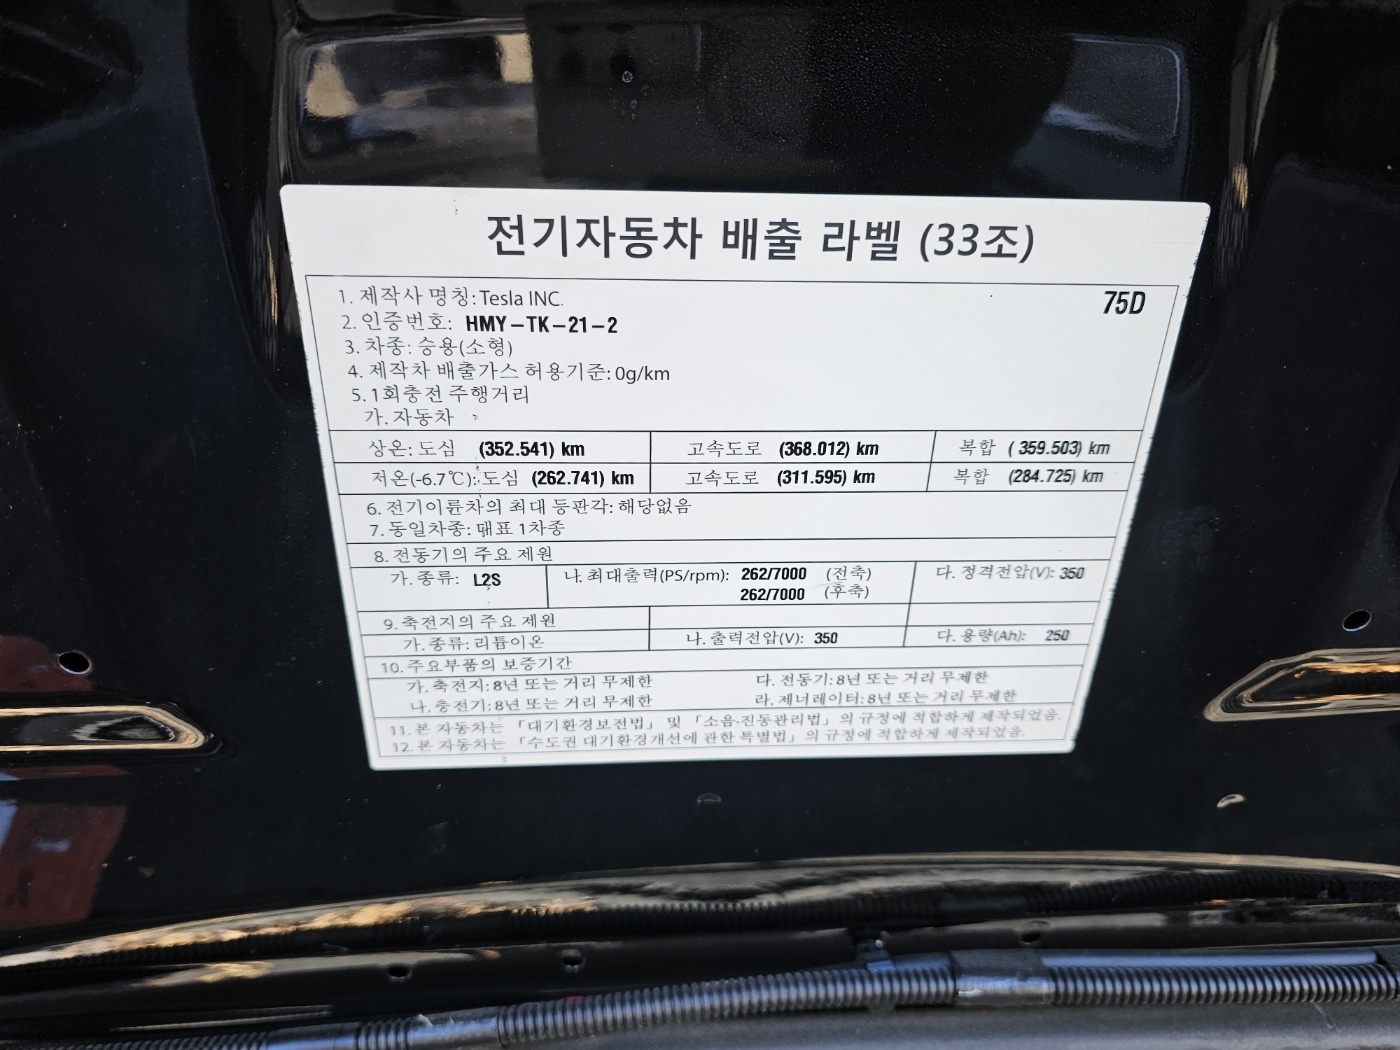 전기자동차 배출 라벨 (33조)
75D
1. 제작사 명칭: Tesla INC.
2. 인증번호: HMY-TK-21-2
3. 차종: 승용(소형)
4. 제작차 배출가스 허용기준: 0g/km
5. 1회충전 주행거리
가. 자동차
상온: 도심 (352.541) km 고속도로 (368.012) km 복합 ( 359.503) km
저온(-6.7℃): 도심 (262.741) km 고속도로 (311.595) km 복합 (284.725) km
6. 전기이륜차의 최대 등판각: 해당없음
7. 동일차종: 대표 1차종
8. 전동기의 주요 제원
가. 종류: L2S 나. 최대출력(PS/rpm): 262/7000 (전축) 다. 정격전압(V): 350
262/7000 (후축)
9. 축전지의 주요 제원
가. 종류: 리튬이온 나. 출력전압(V): 350 다. 용량(Ah): 250
10. 주요부품의 보증기간
가. 축전지: 8년 또는 거리 무제한 다. 전동기: 8년 또는 거리 무제한
나. 충전기: 8년 또는 거리 무제한 라. 제너레이터: 8년 또는 거리 무제한
11. 본 자동차는 「대기환경보전법」 및 「소음·진동관리법」의 규정에 적합하게 제작되었음.
12. 본 자동차는 「수도권 대기환경개선에 관한 특별법」의 규정에 적합하게 제작되었음.